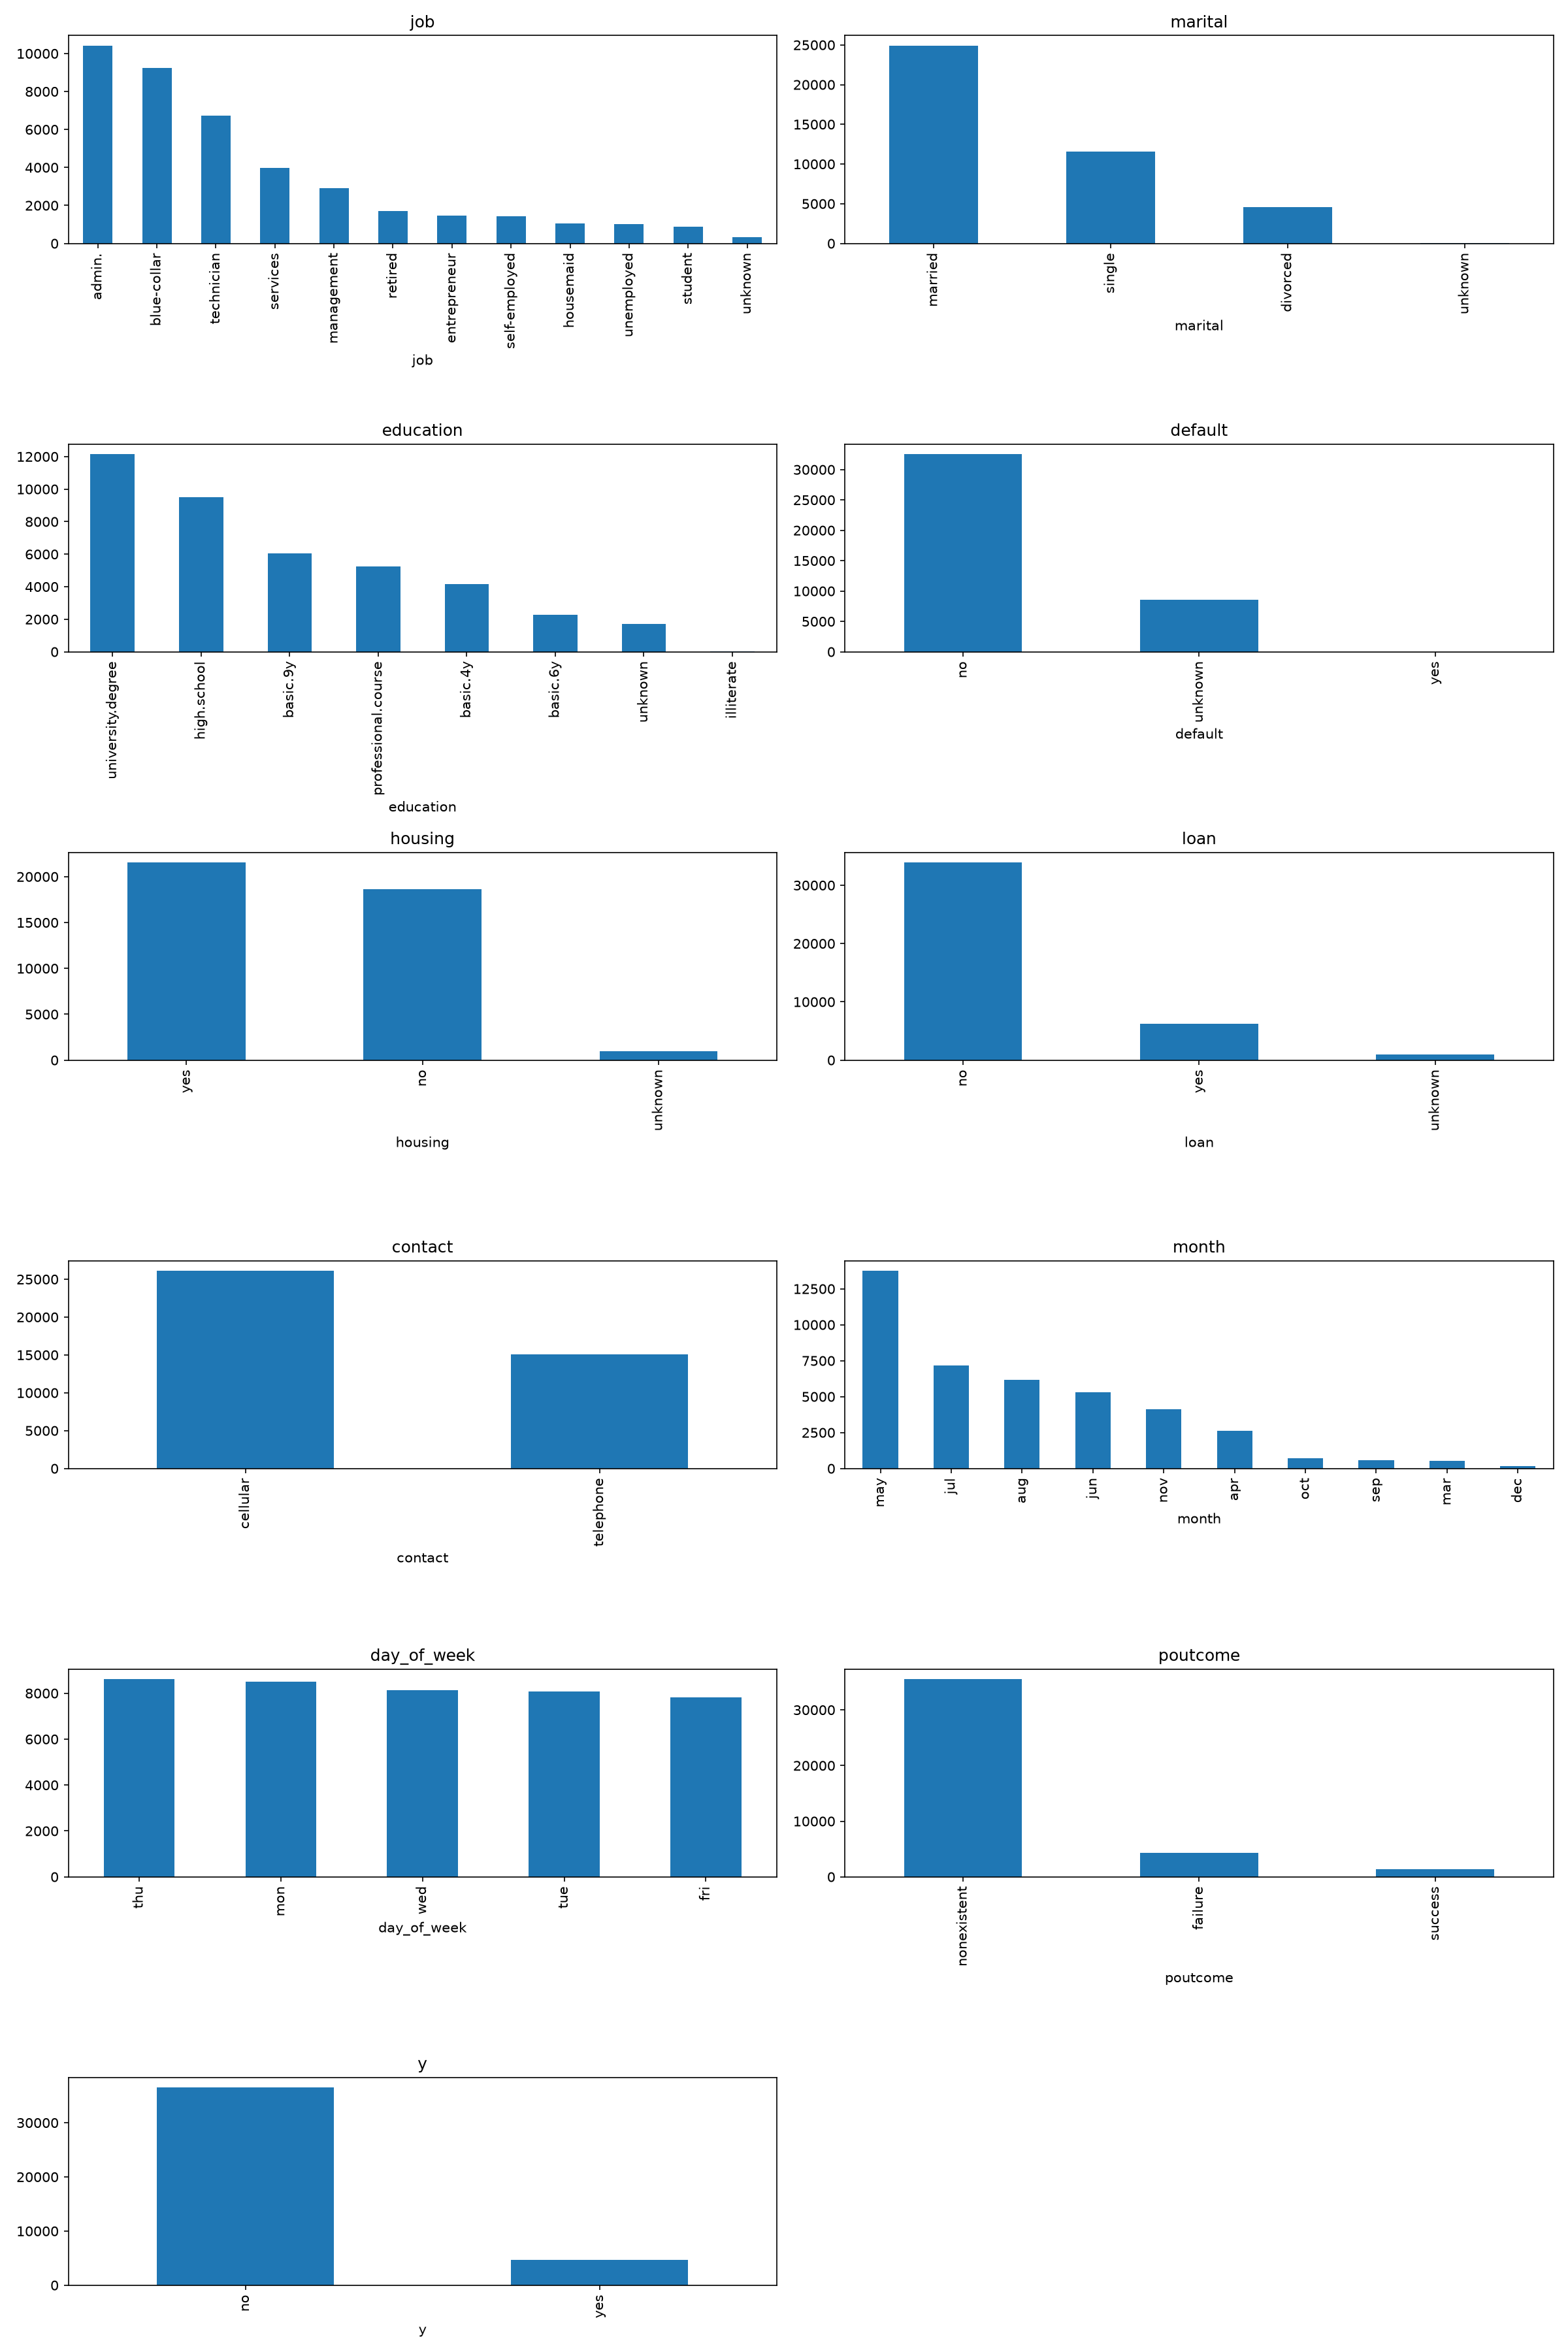 job
10000
8000
6000
4000
2000
0
admin.
blue-collar
technician
services
management
retired
entrepreneur
self-employed
housemaid
unemployed
student
unknown
job
marital
25000
20000
15000
10000
5000
0
married
single
divorced
unknown
marital
education
12000
10000
8000
6000
4000
2000
0
university.degree
high.school
basic.9y
professional.course
basic.4y
basic.6y
unknown
illiterate
education
default
30000
25000
20000
15000
10000
5000
0
no
unknown
yes
default
housing
20000
15000
10000
5000
0
yes
no
unknown
housing
loan
30000
20000
10000
0
no
yes
unknown
loan
contact
25000
20000
15000
10000
5000
0
cellular
telephone
contact
month
12500
10000
7500
5000
2500
0
may
jul
aug
jun
nov
apr
oct
sep
mar
dec
month
day_of_week
8000
6000
4000
2000
0
thu
mon
wed
tue
fri
day_of_week
poutcome
30000
20000
10000
0
nonexistent
failure
success
poutcome
y
30000
20000
10000
0
no
yes
y